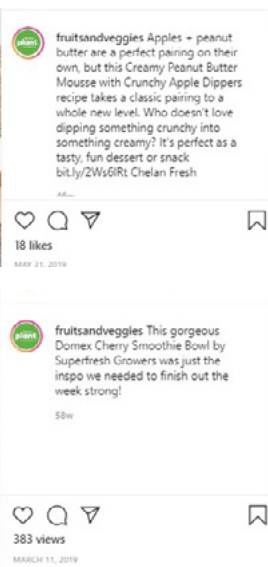 plant
fruitsandveggies Apples + peanut
butter are a perfect pairing on their
own, but this Creamy Peanut Butter
Mousse with Crunchy Apple Dippers
recipe takes a classic pairing to a
whole new level. Who doesn't love
dipping something crunchy into
something creamy? It's perfect as a
tasty, fun dessert or snack
bit.ly/2Ws6lRt Chelan Fresh
18 likes
MAY 31, 2019
plant
fruitsandveggies This gorgeous
Domex Cherry Smoothie Bowl by
Superfresh Growers was just the
inspo we needed to finish out the
week strong!
58w
383 views
MARCH 11, 2019